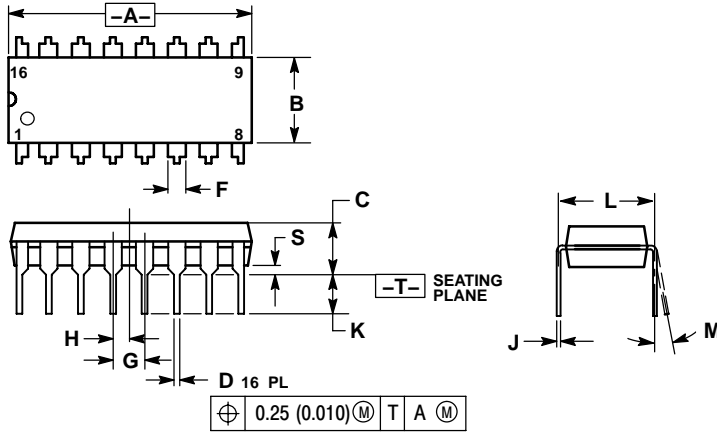 –A–
16 9
B
1 8
F
C
L
S
–T– SEATING
PLANE
K
M
H
J
G
D 16 PL
⌖ 0.25 (0.010) Ⓜ T A Ⓜ